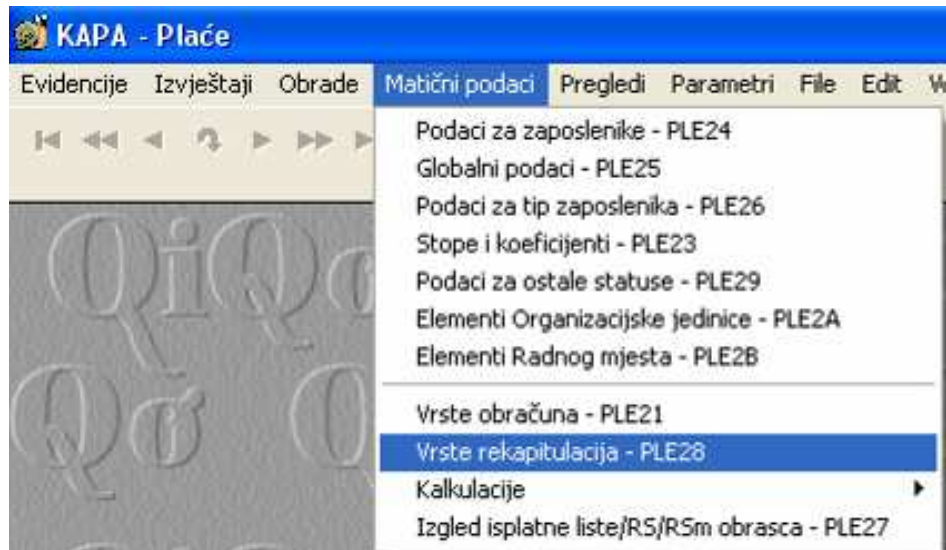 KAPA - Plaće
Evidencije Izvještaji Obrade Matični podaci Pregledi Parametri File Edit
Podaci za zaposlenike - PLE24
Globalni podaci - PLE25
Podaci za tip zaposlenika - PLE26
Stope i koeficijenti - PLE23
Podaci za ostale statuse - PLE29
Elementi Organizacijske jedinice - PLE2A
Elementi Radnog mjesta - PLE2B
Vrste obračuna - PLE21
Vrste rekapitulacija - PLE28
Kalkulacije
Izgled isplatne liste/RS/RSm obrasca - PLE27